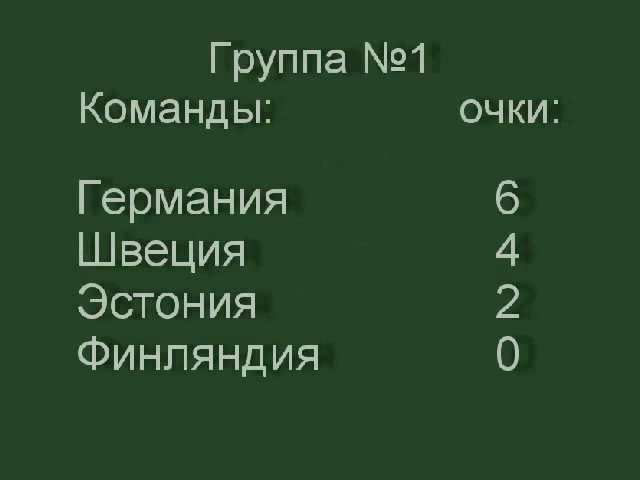 Группа №1
Команды: очки:
Германия 6
Швеция 4
Эстония 2
Финляндия 0